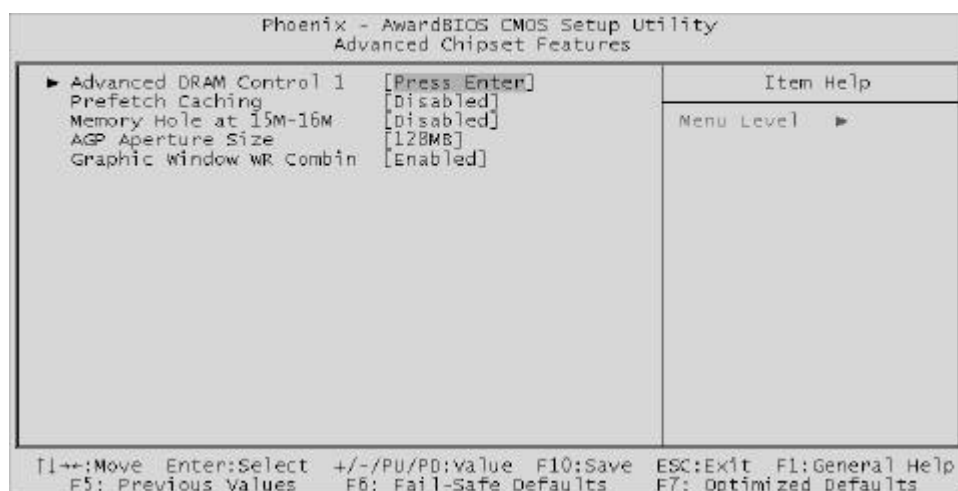 Phoenix - AwardBIOS CMOS Setup Utility
Advanced Chipset Features
► Advanced DRAM Control 1 [Press Enter]
Prefetch Caching [Disabled]
Memory Hole at 15M-16M [Disabled]
AGP Aperture Size [128MB]
Graphic Window WR Combin [Enabled]
Item Help
Menu Level ►
↑↓→←:Move Enter:Select +/-/PU/PD:Value F10:Save ESC:Exit F1:General Help
F5: Previous Values F6: Fail-Safe Defaults F7: Optimized Defaults